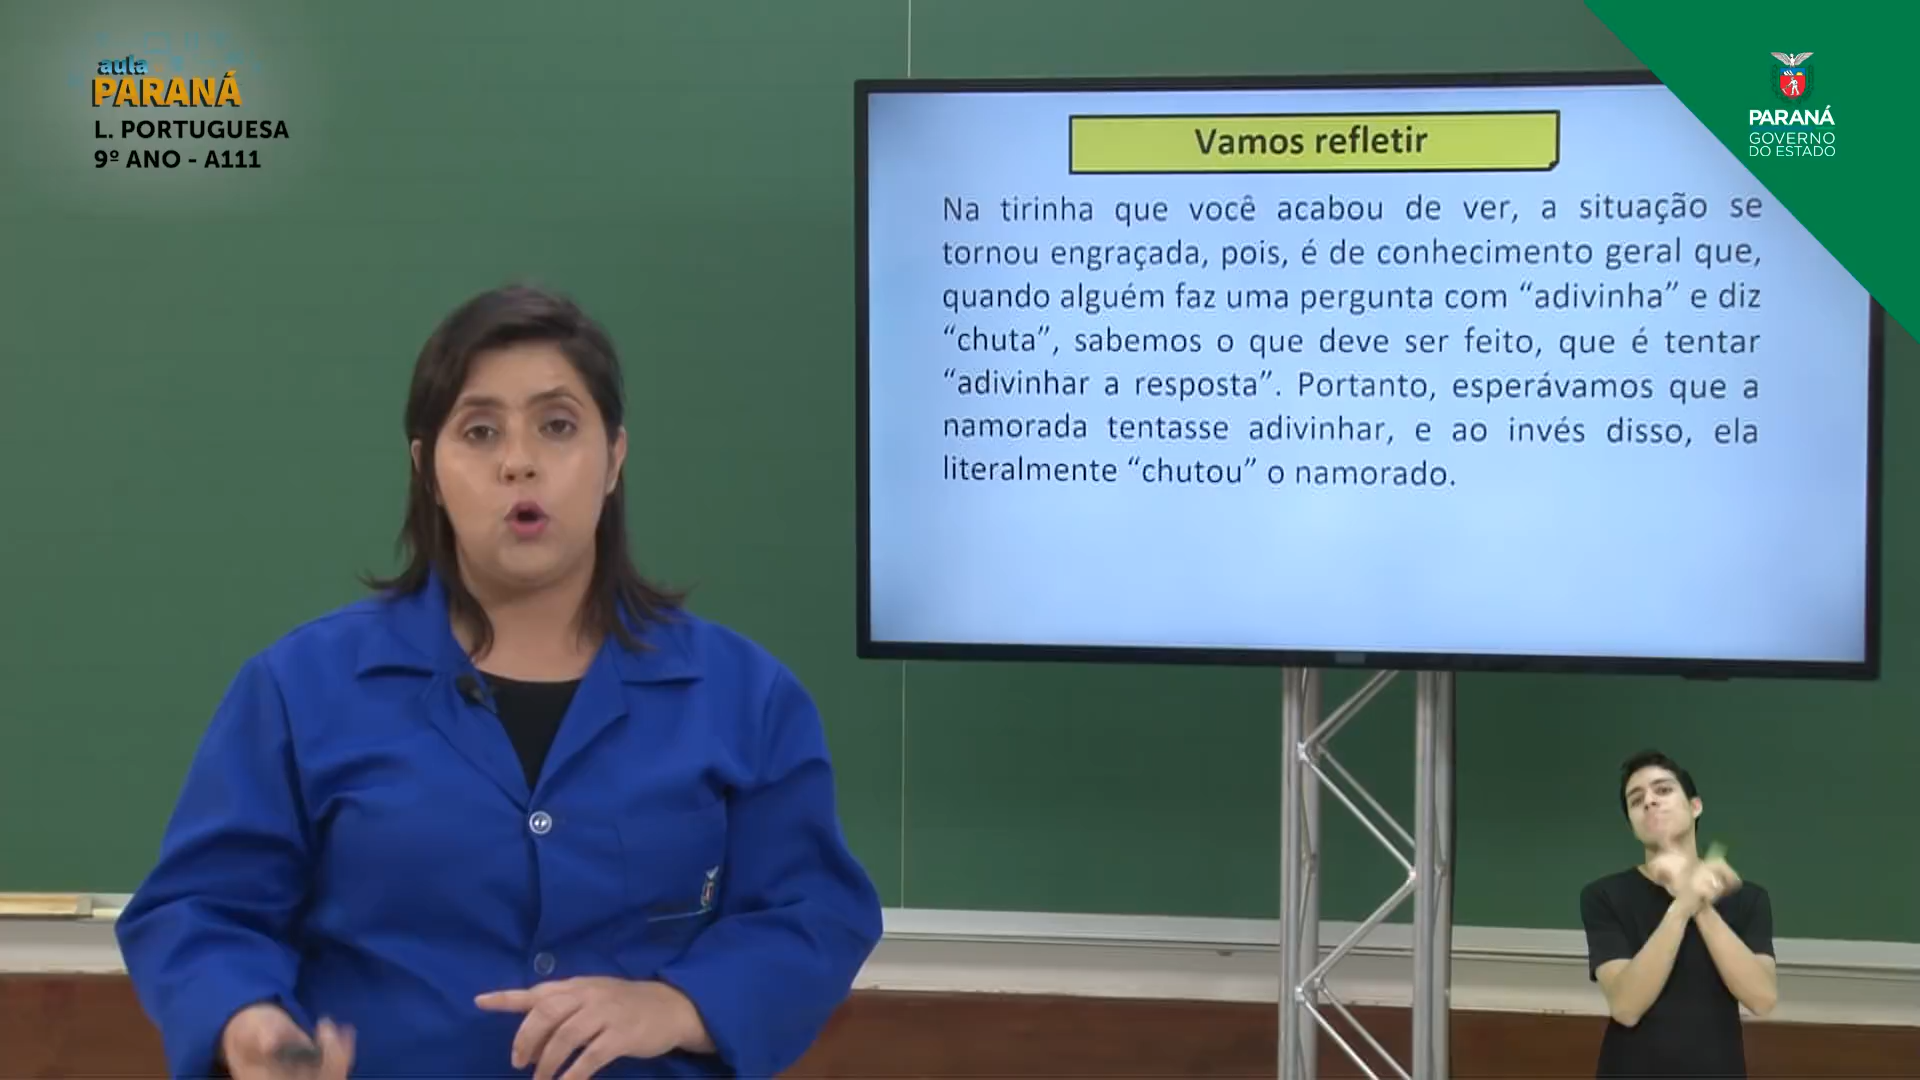 aula
PARANÁ
L. PORTUGUESA
9º ANO - A111
Vamos refletir
Na tirinha que você acabou de ver, a situação se
tornou engraçada, pois, é de conhecimento geral que,
quando alguém faz uma pergunta com “adivinha” e diz
“chuta”, sabemos o que deve ser feito, que é tentar
“adivinhar a resposta”. Portanto, esperávamos que a
namorada tentasse adivinhar, e ao invés disso, ela
literalmente “chutou” o namorado.
PARANÁ
GOVERNO
DO ESTADO